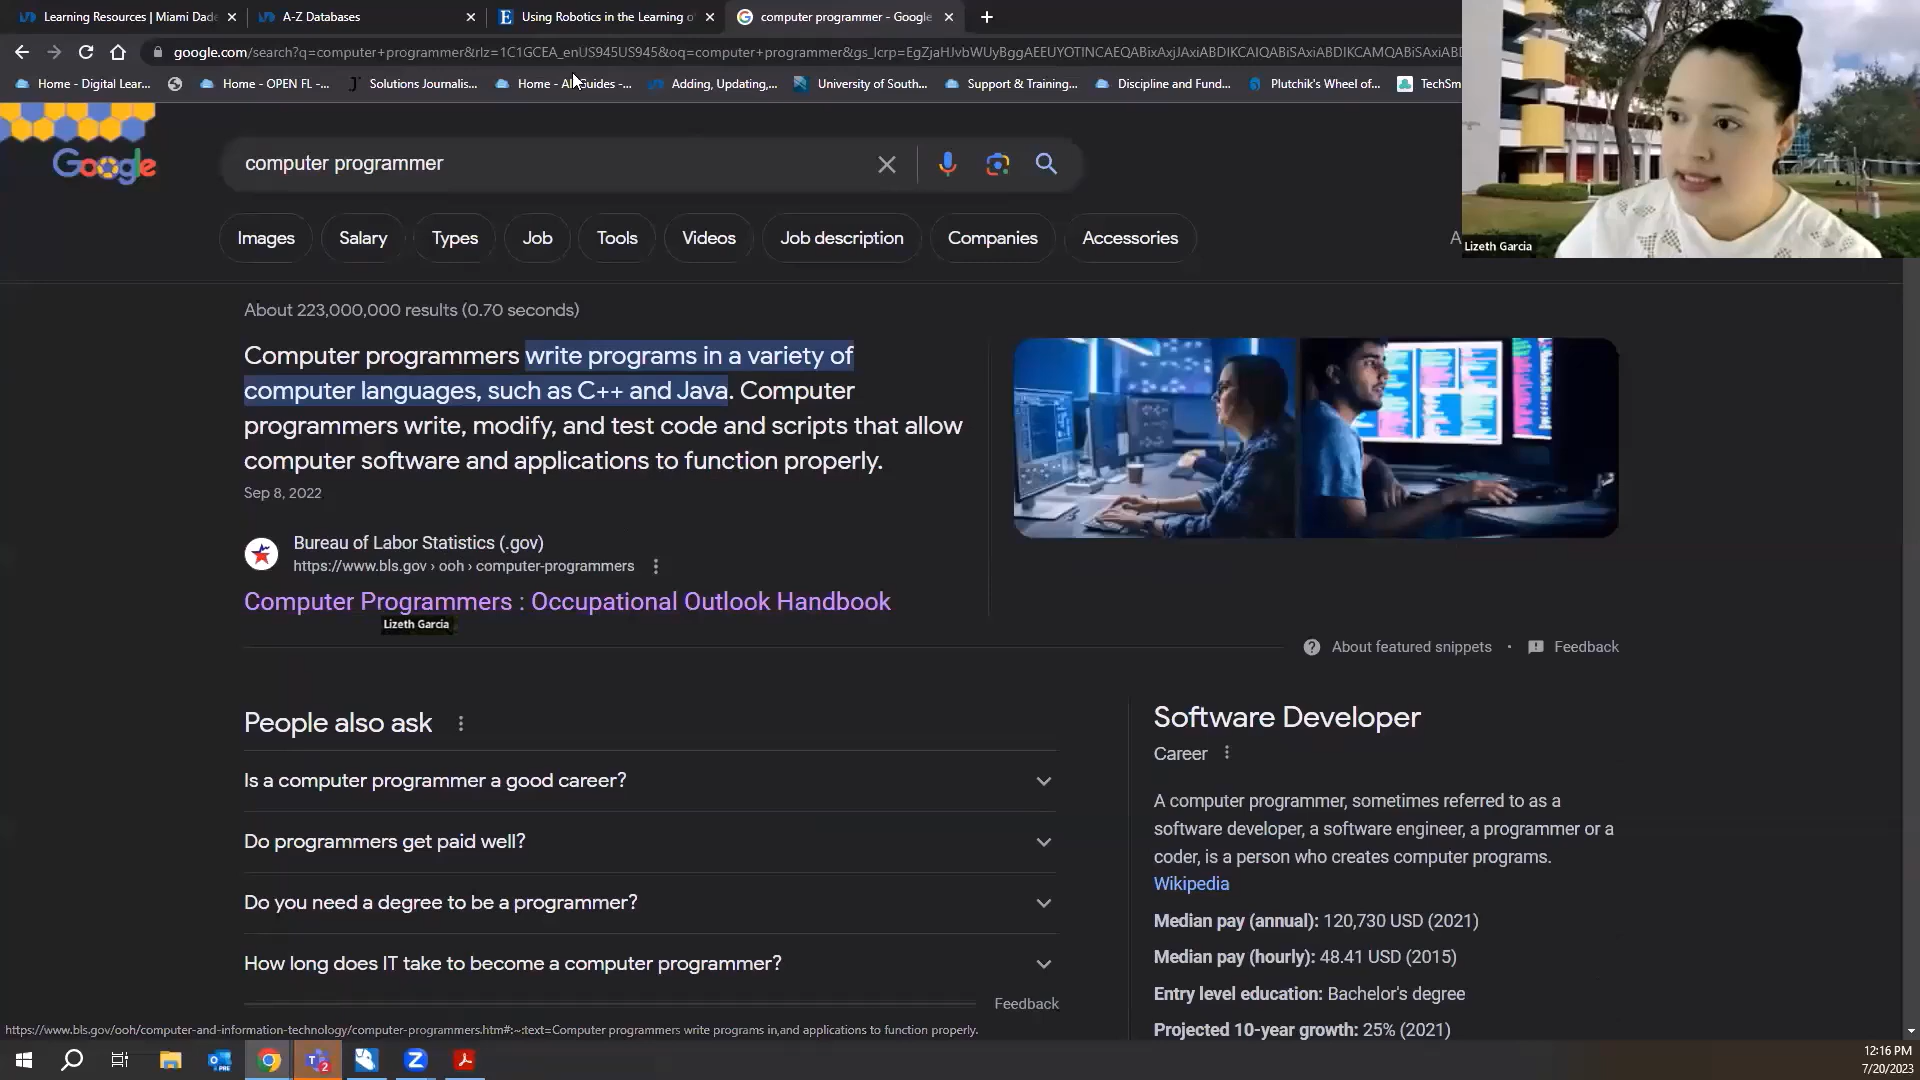 Learning Resources | Miami Dade
A-Z Databases
Using Robotics in the Learning o
computer programmer - Google
google.com/search?q=computer+programmer&rlz=1C1GCEA_enUS945US945&oq=computer+programmer&gs_lcrp=EgZjaHJvbWUyBggAEEUYOTINCAEQABixAxjJAxiABDIKCAIQABiSAxiABDIKCAMQABiSAxiABD
Home - Digital Lear...
Home - OPEN FL -...
Solutions Journalis...
Home - All Guides -...
Adding, Updating,...
University of South...
Support & Training...
Discipline and Fund...
Plutchik's Wheel of...
TechSm
Google
computer programmer
Images
Salary
Types
Job
Tools
Videos
Job description
Companies
Accessories
A
Lizeth Garcia
About 223,000,000 results (0.70 seconds)
Computer programmers write programs in a variety of
computer languages, such as C++ and Java. Computer
programmers write, modify, and test code and scripts that allow
computer software and applications to function properly.
Sep 8, 2022
Bureau of Labor Statistics (.gov)
https://www.bls.gov › ooh › computer-programmers
Computer Programmers : Occupational Outlook Handbook
Lizeth Garcia
About featured snippets • Feedback
People also ask
Is a computer programmer a good career?
Do programmers get paid well?
Do you need a degree to be a programmer?
How long does IT take to become a computer programmer?
Feedback
Software Developer
Career
A computer programmer, sometimes referred to as a
software developer, a software engineer, a programmer or a
coder, is a person who creates computer programs.
Wikipedia
Median pay (annual): 120,730 USD (2021)
Median pay (hourly): 48.41 USD (2015)
Entry level education: Bachelor's degree
Projected 10-year growth: 25% (2021)
https://www.bls.gov/ooh/computer-and-information-technology/computer-programmers.htm#:~:text=Computer programmers write programs in,and applications to function properly.
12:16 PM
7/20/2023